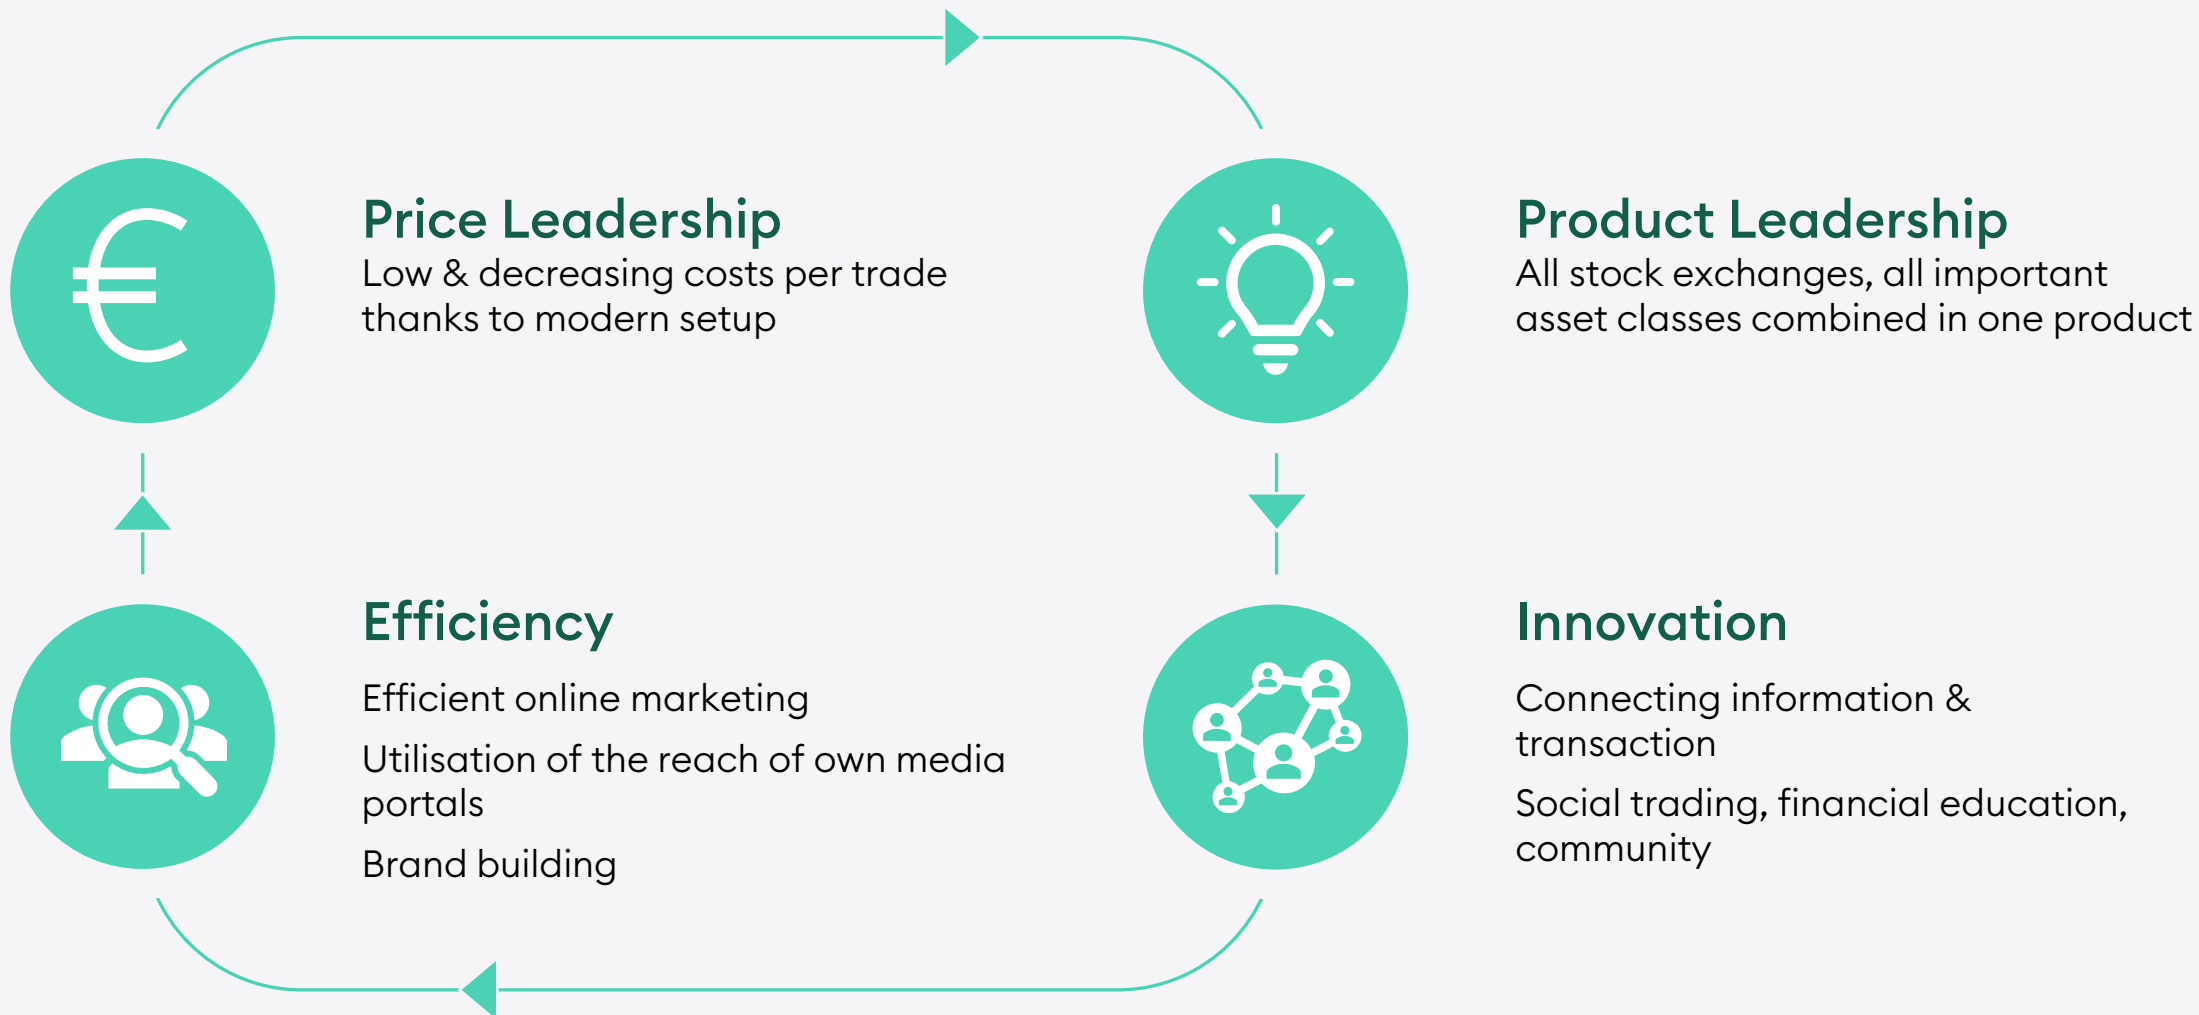 Price Leadership
Low & decreasing costs per trade
thanks to modern setup
Product Leadership
All stock exchanges, all important
asset classes combined in one product
Efficiency
Efficient online marketing
Utilisation of the reach of own media
portals
Brand building
Innovation
Connecting information &
transaction
Social trading, financial education,
community